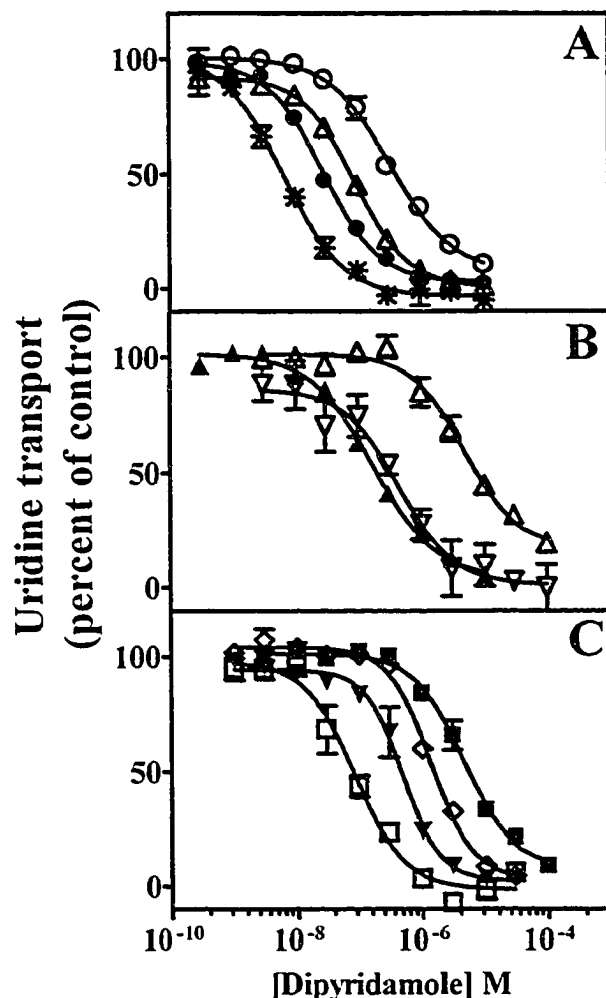 A
100
50
0
B
100
50
0
C
100
50
0
Uridine transport
(percent of control)
10-10
10-8
10-6
10-4
[Dipyridamole] M